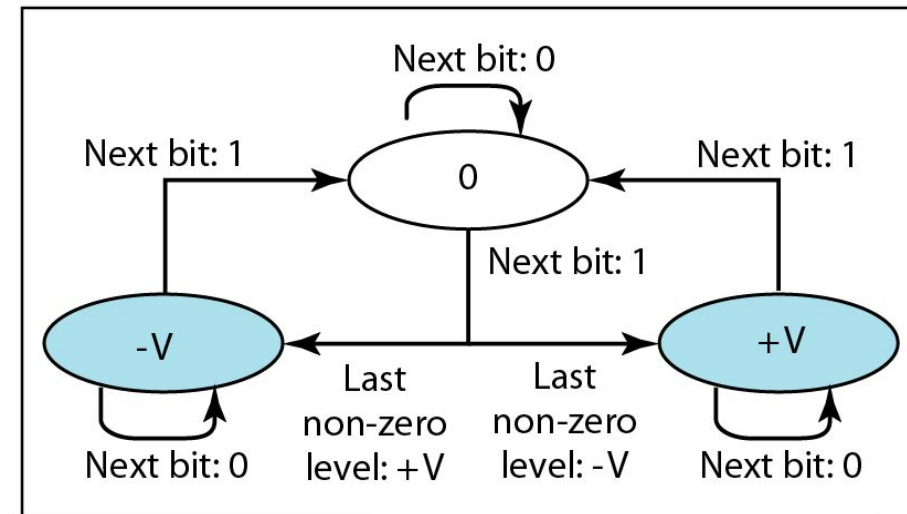 Next bit: 0
Next bit: 1
Next bit: 1
0
Next bit: 1
-V
+V
Last
non-zero
level: +V
Last
non-zero
level: -V
Next bit: 0
Next bit: 0